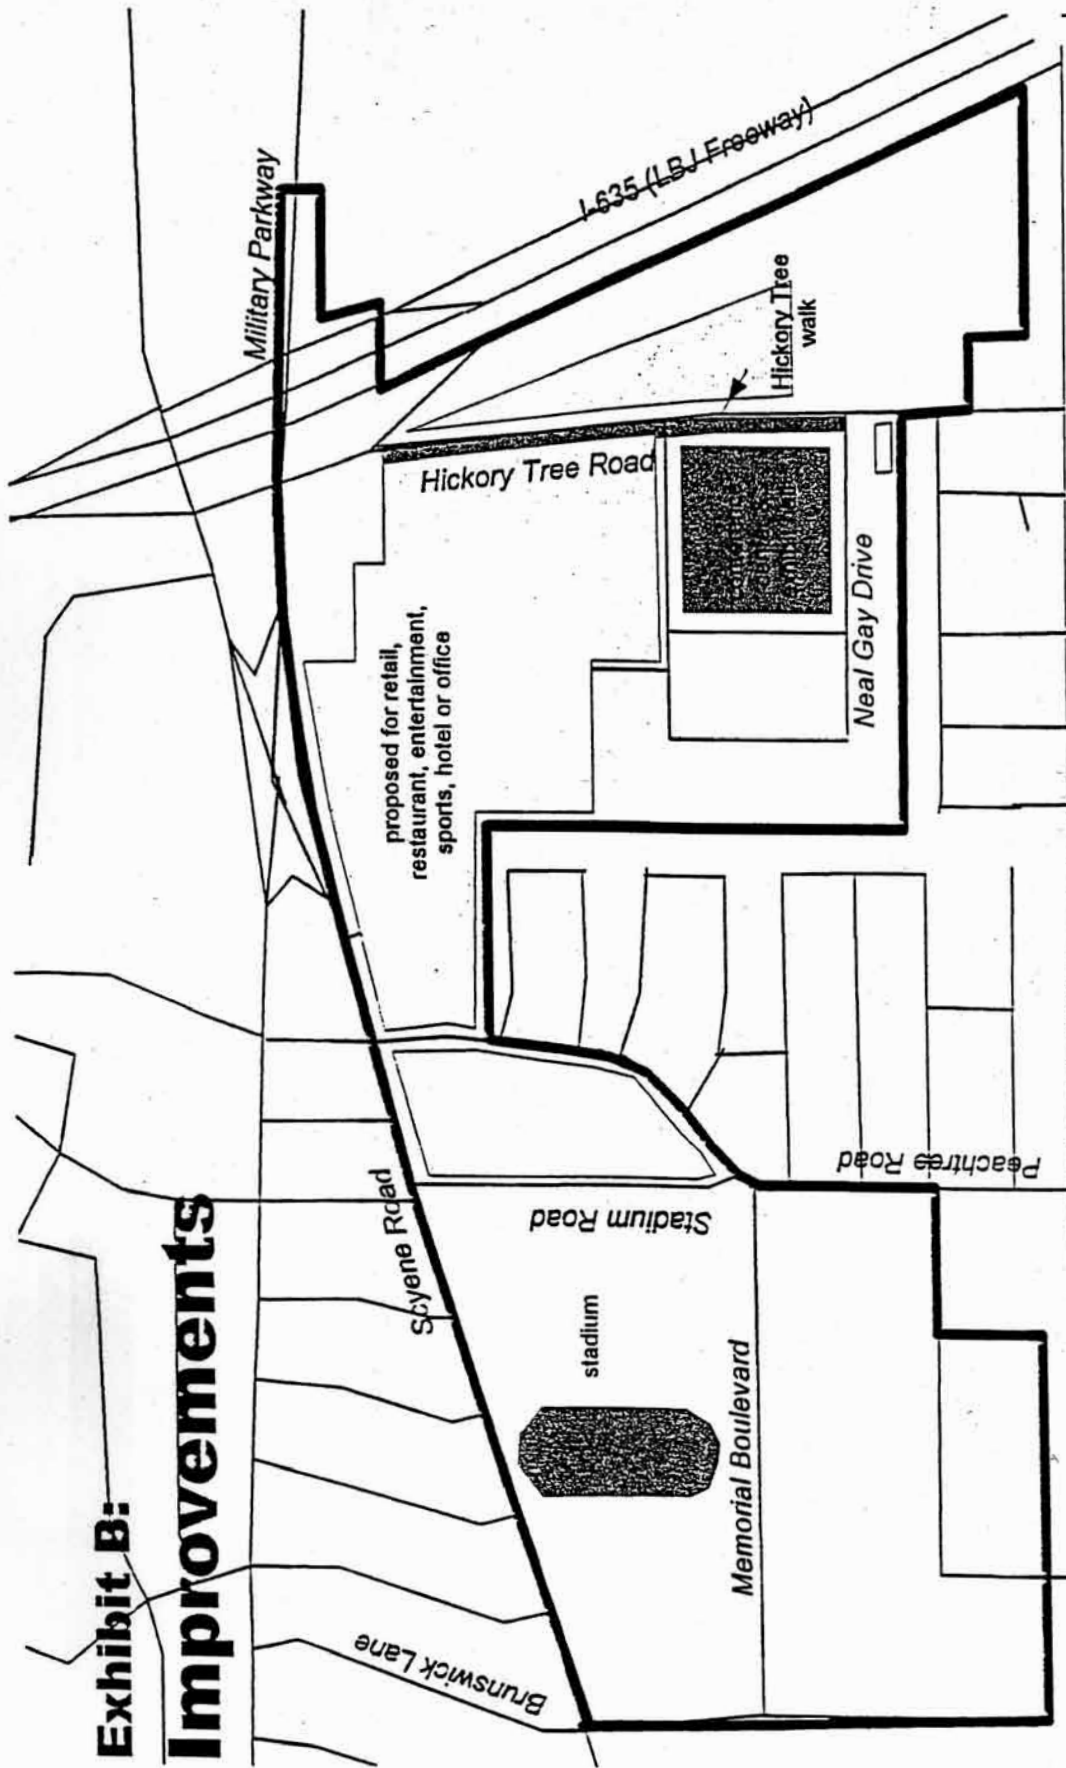 Exhibit B:
Improvements
Military Parkway
I-635 (LBJ Freeway)
Hickory Tree
walk
Hickory Tree Road
proposed for retail,
restaurant, entertainment,
sports, hotel or office
Neal Gay Drive
Scyene Road
Stadium Road
Peachtree Road
stadium
Memorial Boulevard
Brunswick Lane